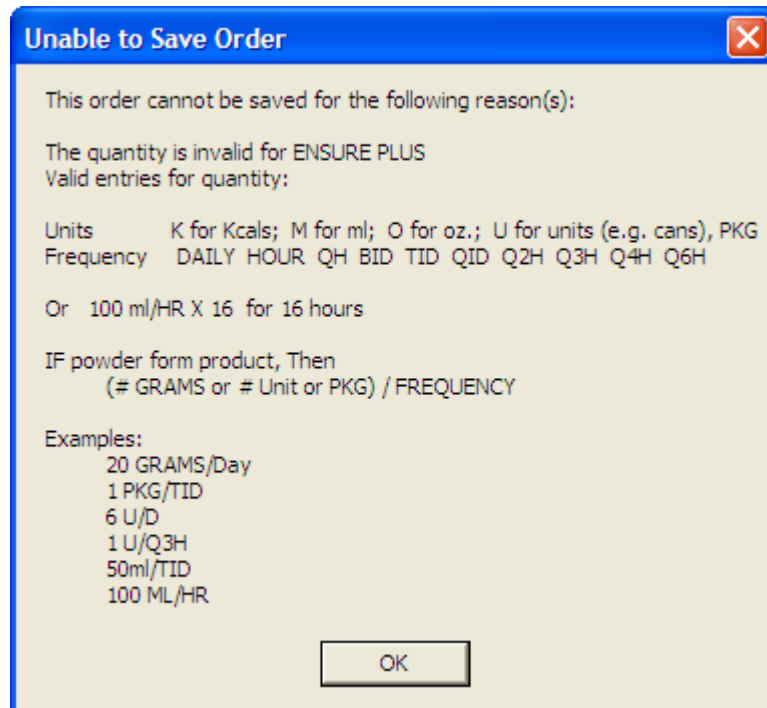 Unable to Save Order
This order cannot be saved for the following reason(s):
The quantity is invalid for ENSURE PLUS
Valid entries for quantity:
Units K for Kcals; M for ml; O for oz.; U for units (e.g. cans), PKG
Frequency DAILY HOUR QH BID TID QID Q2H Q3H Q4H Q6H
Or 100 ml/HR X 16 for 16 hours
IF powder form product, Then
(# GRAMS or # Unit or PKG) / FREQUENCY
Examples:
20 GRAMS/Day
1 PKG/TID
6 U/D
1 U/Q3H
50ml/TID
100 ML/HR
OK